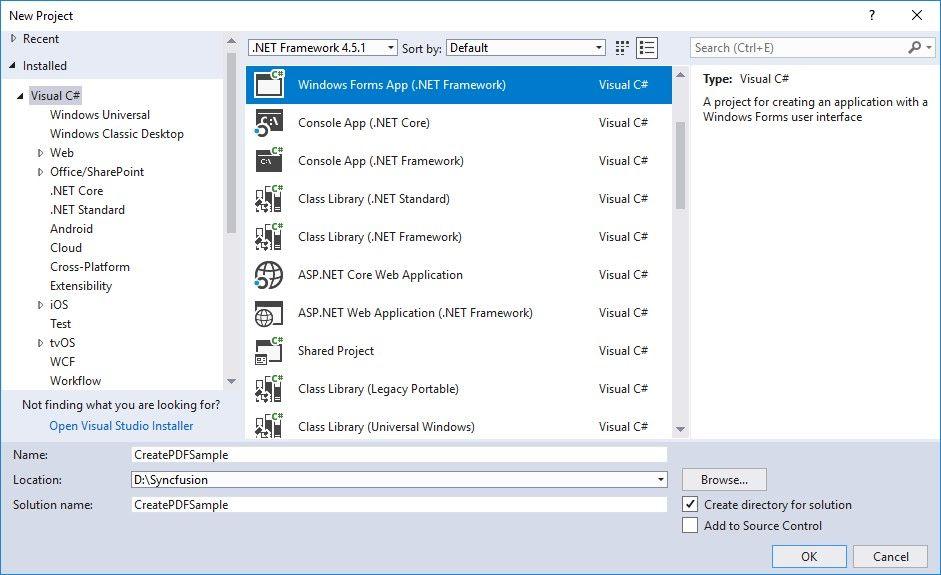 New Project
?
Recent
Installed
Visual C#
Windows Universal
Windows Classic Desktop
Web
Office/SharePoint
.NET Core
.NET Standard
Android
Cloud
Cross-Platform
Extensibility
iOS
Test
tvOS
WCF
Workflow
Not finding what you are looking for?
Open Visual Studio Installer
.NET Framework 4.5.1 Sort by: Default
Windows Forms App (.NET Framework) Visual C#
Console App (.NET Core) Visual C#
Console App (.NET Framework) Visual C#
Class Library (.NET Standard) Visual C#
Class Library (.NET Framework) Visual C#
ASP.NET Core Web Application Visual C#
ASP.NET Web Application (.NET Framework) Visual C#
Shared Project Visual C#
Class Library (Legacy Portable) Visual C#
Class Library (Universal Windows) Visual C#
Search (Ctrl+E)
Type: Visual C#
A project for creating an application with a
Windows Forms user interface
Name: CreatePDFSample
Location: D:\Syncfusion Browse...
Solution name: CreatePDFSample Create directory for solution
Add to Source Control
OK Cancel